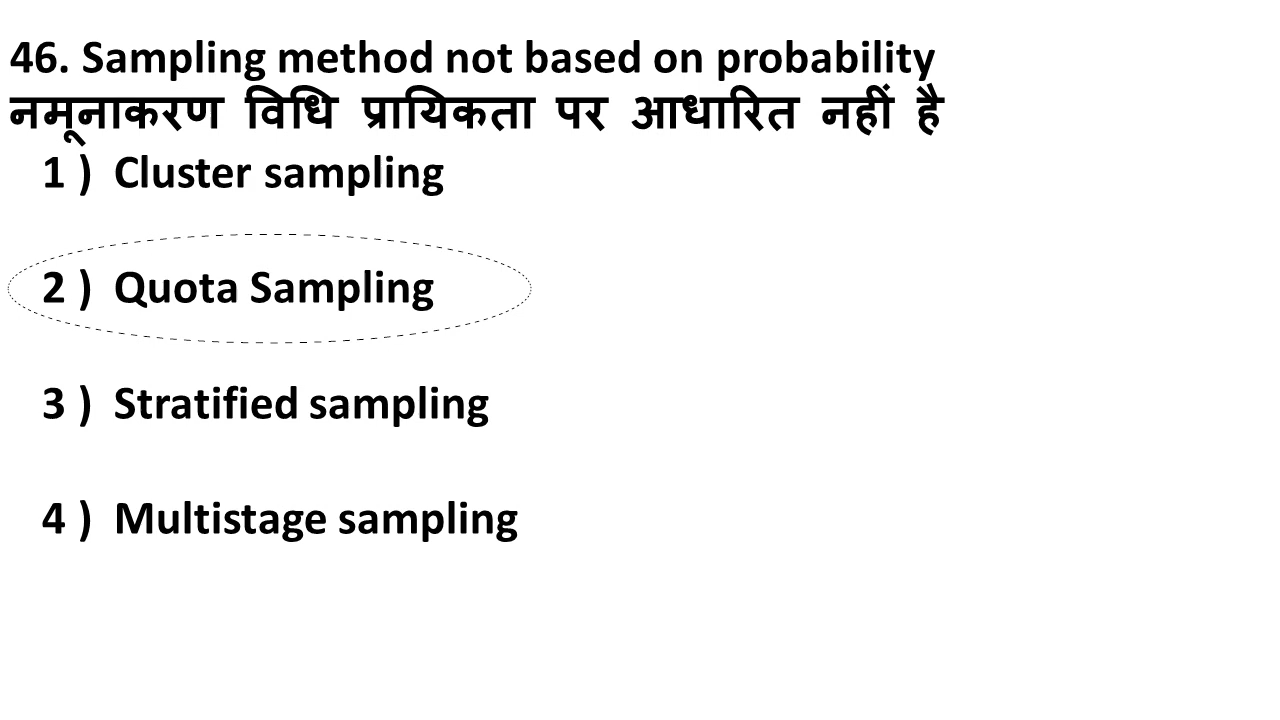 46. Sampling method not based on probability
नमूनाकरण विधि प्रायिकता पर आधारित नहीं है
1 ) Cluster sampling
2 ) Quota Sampling
3 ) Stratified sampling
4 ) Multistage sampling